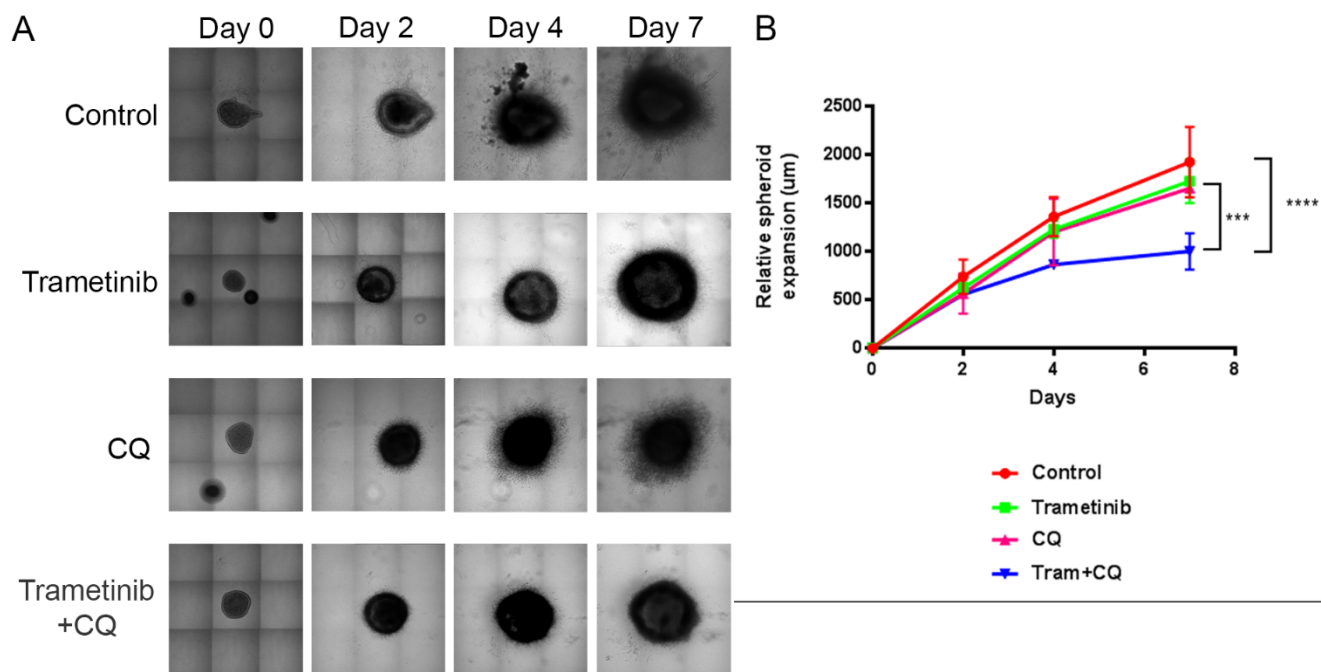 A
Day 0
Day 2
Day 4
Day 7
Control
Trametinib
CQ
Trametinib
+CQ
B
Relative spheroid
expansion (um)
2500
2000
1500
1000
500
0
0
2
4
6
8
Days
***
****
Control
Trametinib
CQ
Tram+CQ